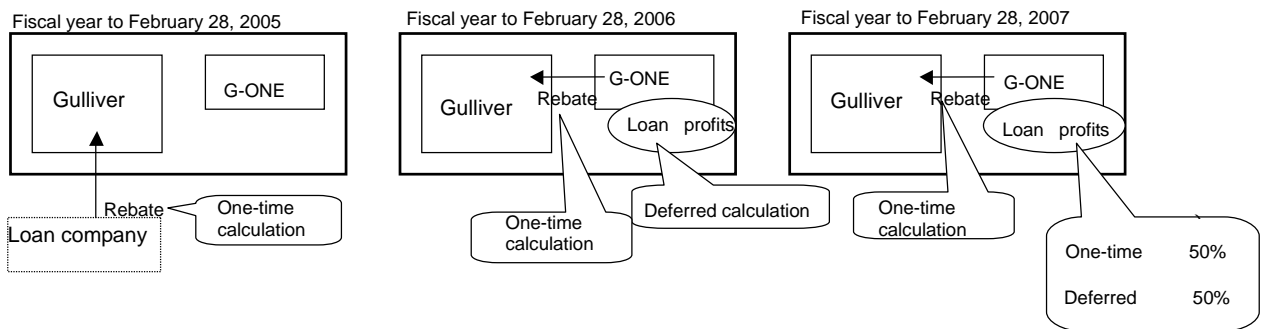 Fiscal year to February 28, 2005
Gulliver
G-ONE
Rebate
One-time
calculation
Loan company
Fiscal year to February 28, 2006
Gulliver
G-ONE
Rebate
Loan profits
One-time
calculation
Deferred calculation
Fiscal year to February 28, 2007
Gulliver
G-ONE
Rebate
Loan profits
One-time
calculation
One-time 50%
Deferred 50%